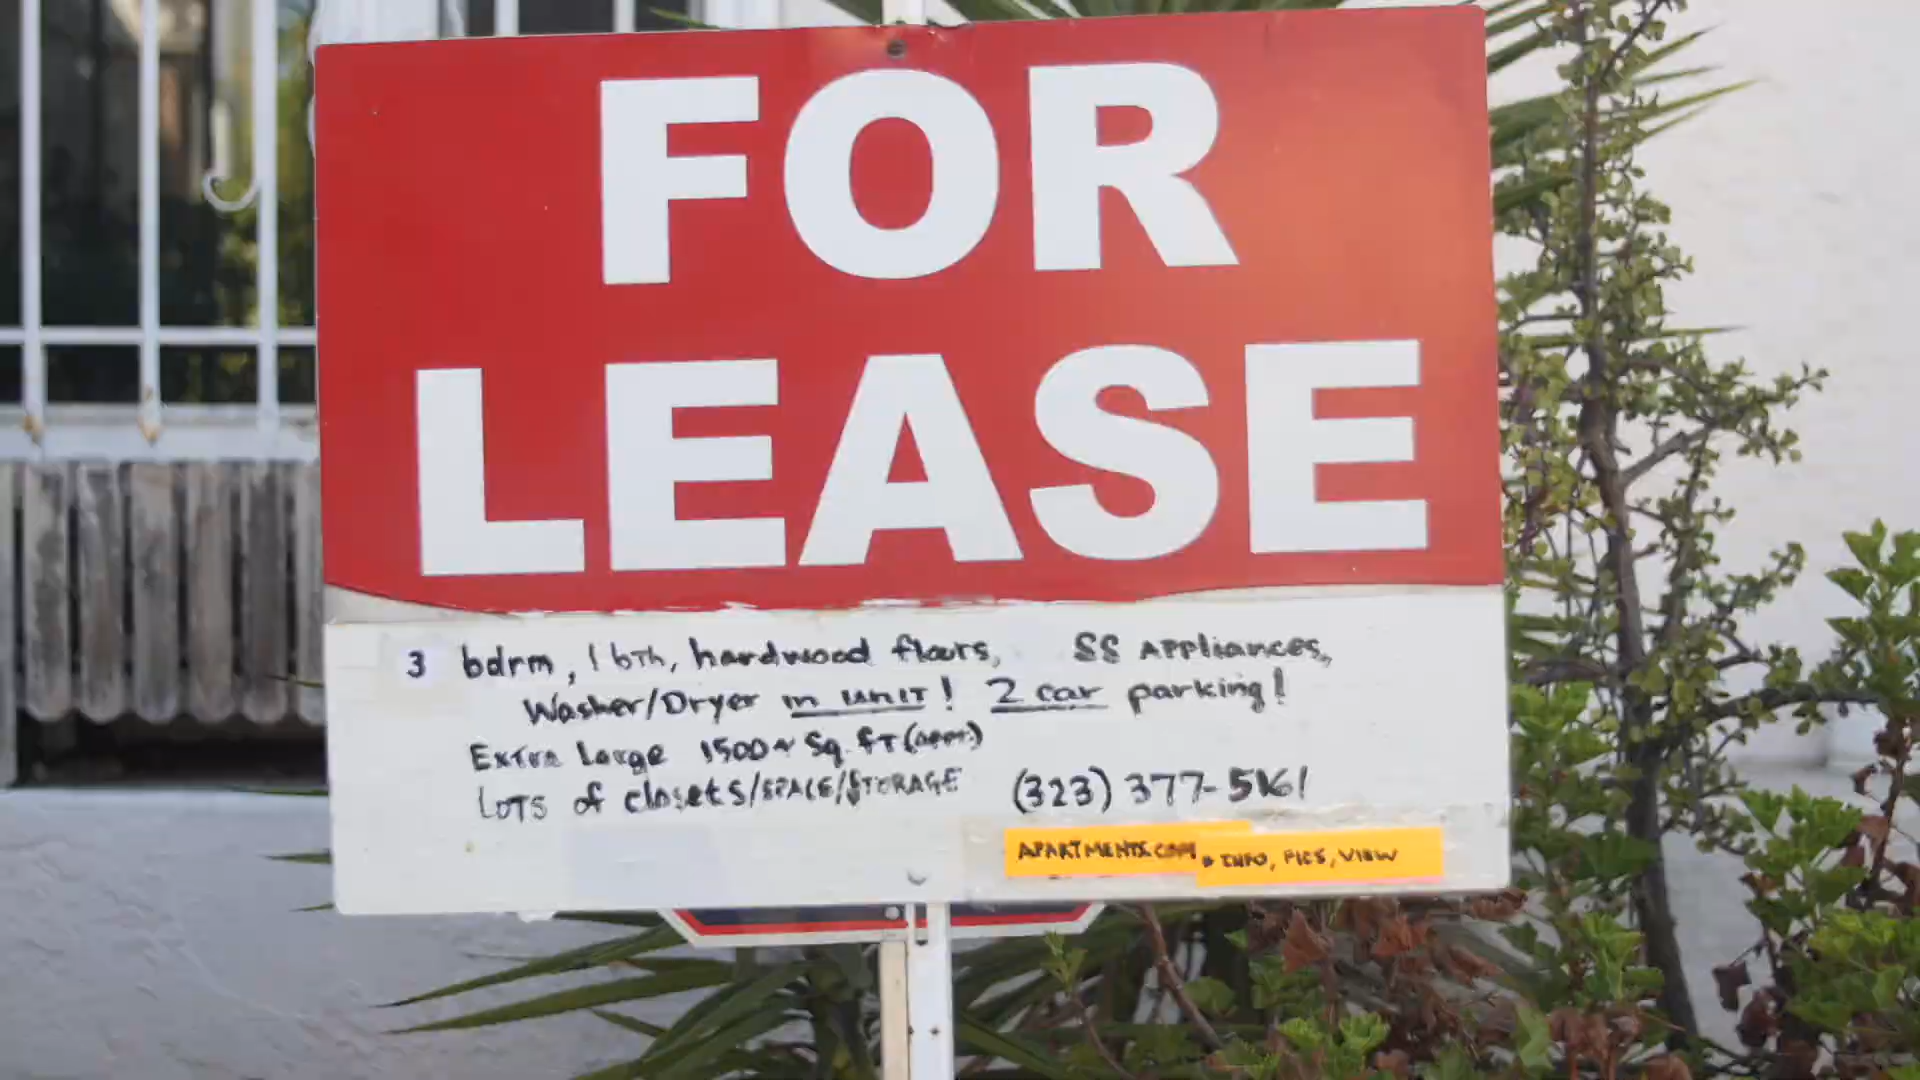 FOR
LEASE
3 bdrm, 1 bTh, hardwood floors, SS APPliances,
Washer/Dryer in UNIT! 2 car parking!
Extra Large 1500~ Sq. fT (appr.)
LOTS of closets/SPACE/STORAGE (323) 377-5161
APARTMENTS.COM * INFO, PICS, VIEW